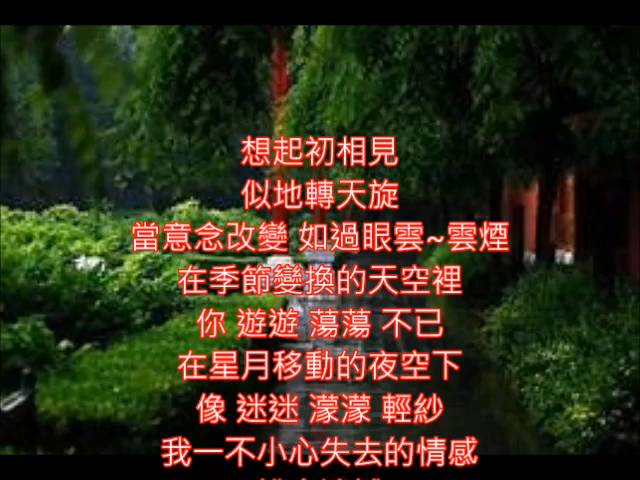 想起初相見
似地轉天旋
當意念改變 如過眼雲~雲煙
在季節變換的天空裡
你 遊遊 蕩蕩 不已
在星月移動的夜空下
像 迷迷 濛濛 輕紗
我一不小心失去的情感